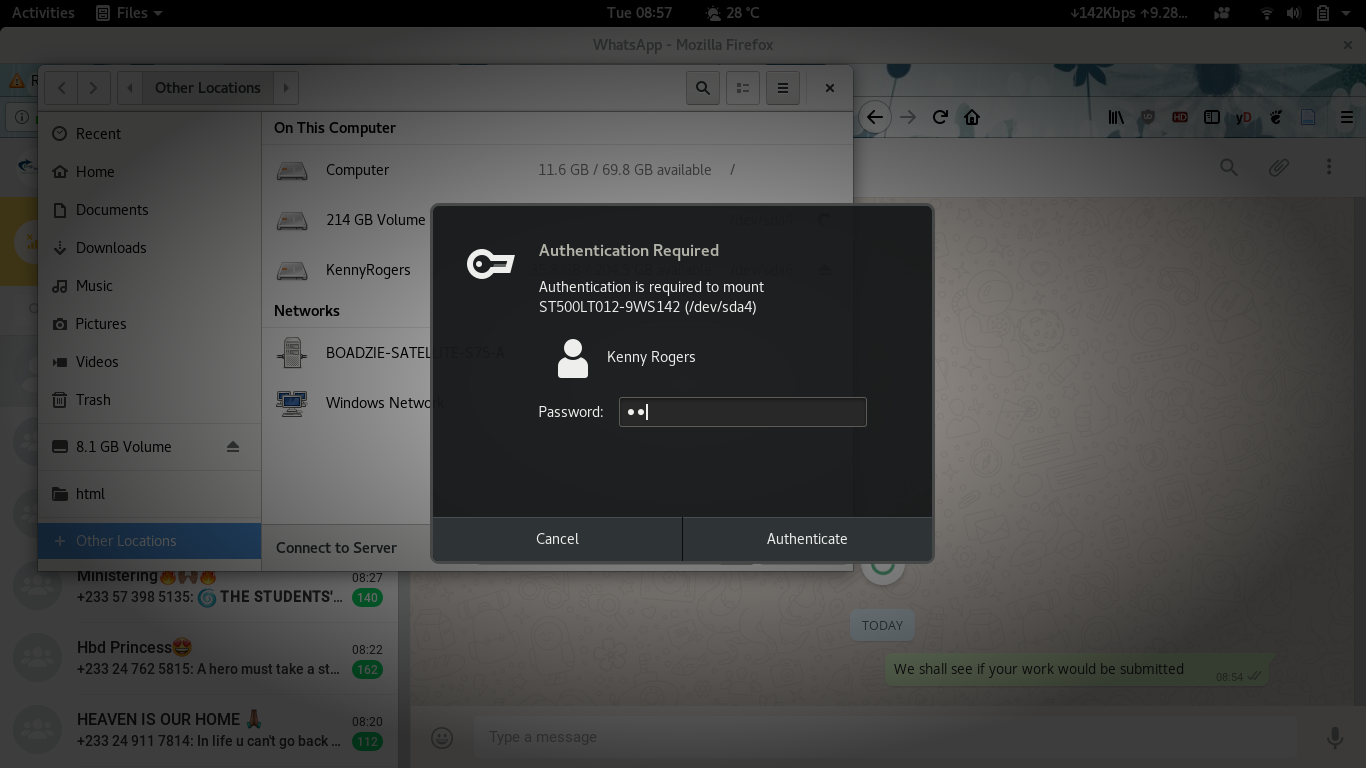 Activities Files Tue 08:57 28 °C ↓142Kbps ↑9.28...
WhatsApp - Mozilla Firefox
Other Locations
Recent
Home
Documents
Downloads
Music
Pictures
Videos
Trash
8.1 GB Volume
html
Other Locations
On This Computer
Computer 11.6 GB / 69.8 GB available /
214 GB Volume
KennyRogers
Networks
BOADZIE-SATELLITE-S75-A
Windows Network
Connect to Server
HD
yD
Authentication Required
Authentication is required to mount
ST500LT012-9WS142 (/dev/sda4)
Kenny Rogers
Password: ●●
Cancel Authenticate
Ministering🔥🙌🏾🔥 08:27
+233 57 398 5135: 🌀 THE STUDENTS'... 140
Hbd Princess😍 08:22
+233 24 762 5815: A hero must take a st... 162
HEAVEN IS OUR HOME 🙏🏾 08:20
+233 24 911 7814: In life u can't go back ... 112
TODAY
We shall see if your work would be submitted 08:54
Type a message